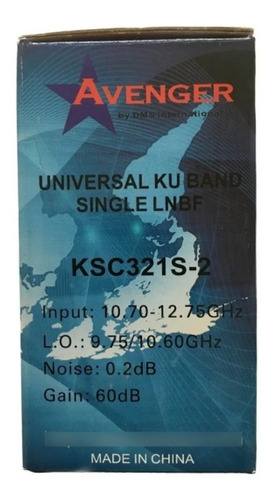 AVENGER
by DMS International
UNIVERSAL KU BAND
SINGLE LNBF
KSC321S-2
Input: 10.70-12.75GHz
L.O.: 9.75/10.60GHz
Noise: 0.2dB
Gain: 60dB
MADE IN CHINA